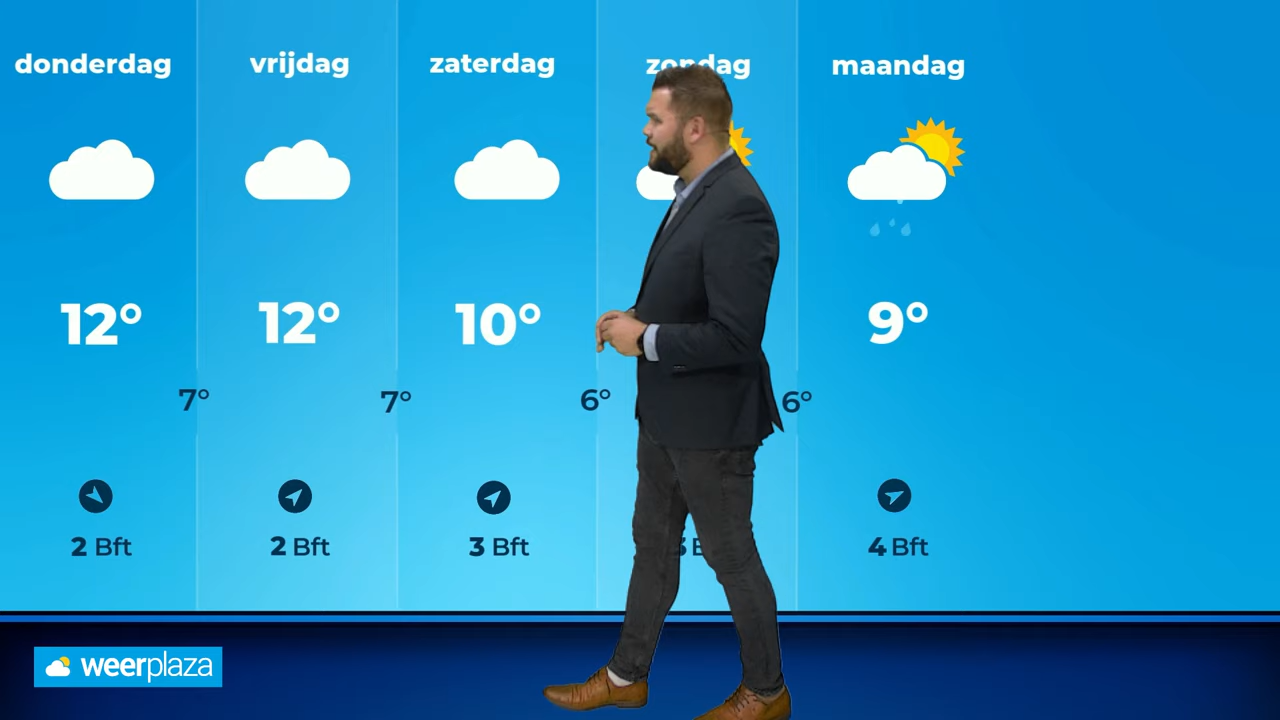 donderdag vrijdag zaterdag zondag maandag
12° 12° 10° 9°
7° 7° 6° 6°
2 Bft 2 Bft 3 Bft 4 Bft
weerplaza